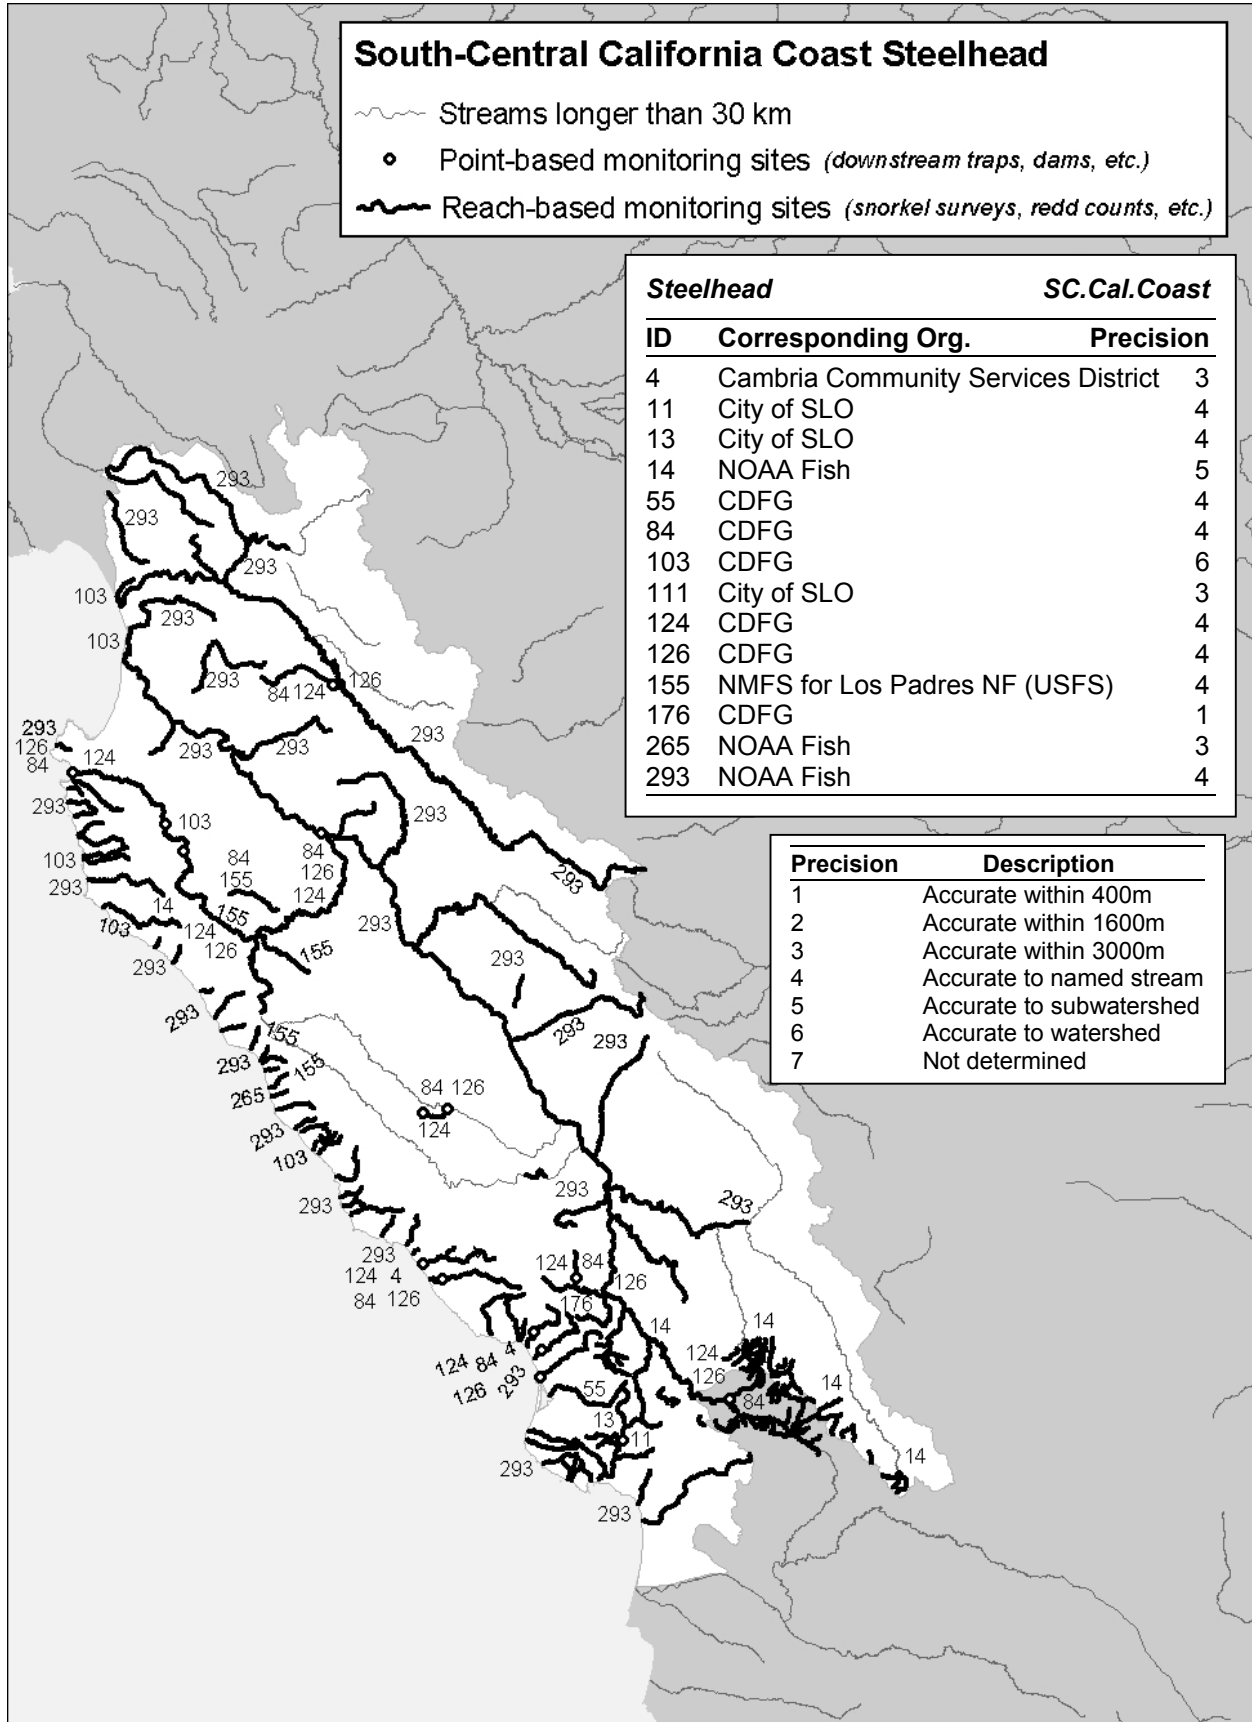 South-Central California Coast Steelhead
Streams longer than 30 km
Point-based monitoring sites (downstream traps, dams, etc.)
Reach-based monitoring sites (snorkel surveys, redd counts, etc.)
Steelhead SC.Cal.Coast
ID Corresponding Org. Precision
4 Cambria Community Services District 3
11 City of SLO 4
13 City of SLO 4
14 NOAA Fish 5
55 CDFG 4
84 CDFG 4
103 CDFG 6
111 City of SLO 3
124 CDFG 4
126 CDFG 4
155 NMFS for Los Padres NF (USFS) 4
176 CDFG 1
265 NOAA Fish 3
293 NOAA Fish 4
Precision Description
1 Accurate within 400m
2 Accurate within 1600m
3 Accurate within 3000m
4 Accurate to named stream
5 Accurate to subwatershed
6 Accurate to watershed
7 Not determined
293
293
293
103
293
103
293
84 124
126
293
293
126
84
124
293
293
293
293
103
293
84
126
124
84
155
103
293
14
155
124
126
103
155
293
293
293
293
293
293
293
155
293
155
265
84 126
124
293
103
293
293
293
293
124 4
84 126
124
84
126
176
14
14
124
126
84
14
14
124 84 4
126 293
55
13
11
293
293